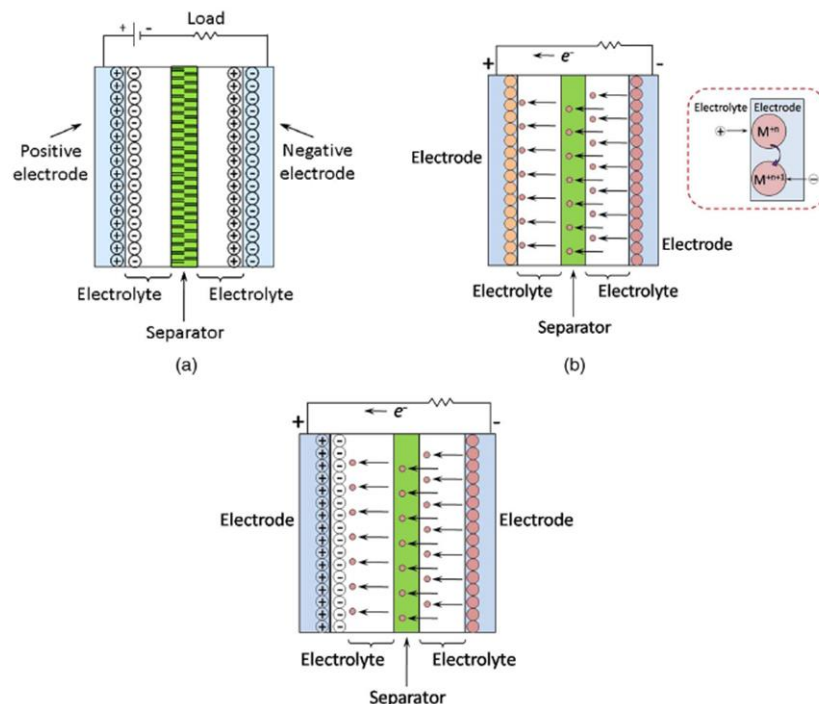 Load
+ -
Positive
electrode
Negative
electrode
Electrolyte Electrolyte
Separator
(a)
e-
+ -
Electrode
Electrode
Electrolyte Electrolyte
Separator
(b)
Electrolyte Electrode
M+n
M+n+1
e-
+ -
Electrode Electrode
Electrolyte Electrolyte
Separator